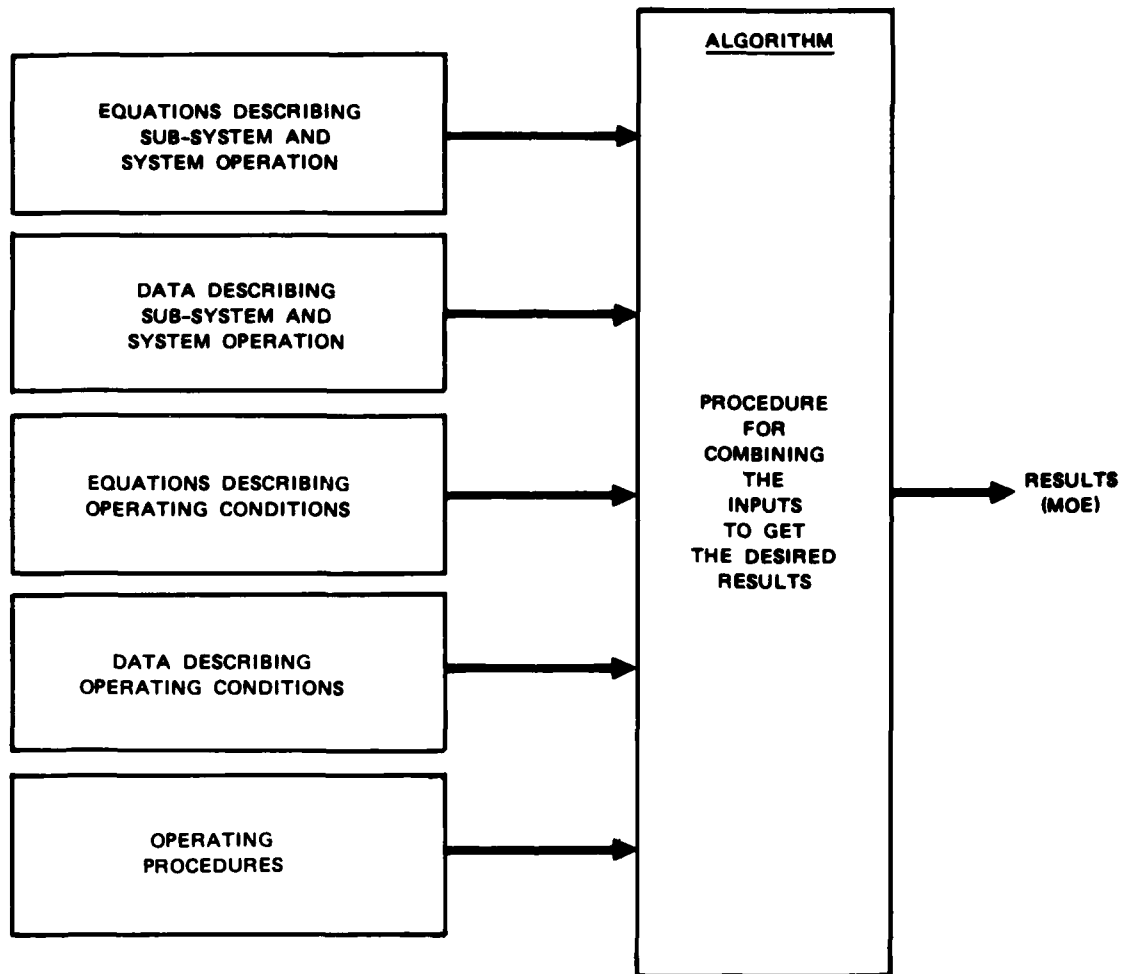 EQUATIONS DESCRIBING
SUB-SYSTEM AND
SYSTEM OPERATION
DATA DESCRIBING
SUB-SYSTEM AND
SYSTEM OPERATION
EQUATIONS DESCRIBING
OPERATING CONDITIONS
DATA DESCRIBING
OPERATING CONDITIONS
OPERATING
PROCEDURES
ALGORITHM
PROCEDURE
FOR
COMBINING
THE
INPUTS
TO GET
THE DESIRED
RESULTS
RESULTS
(MOE)